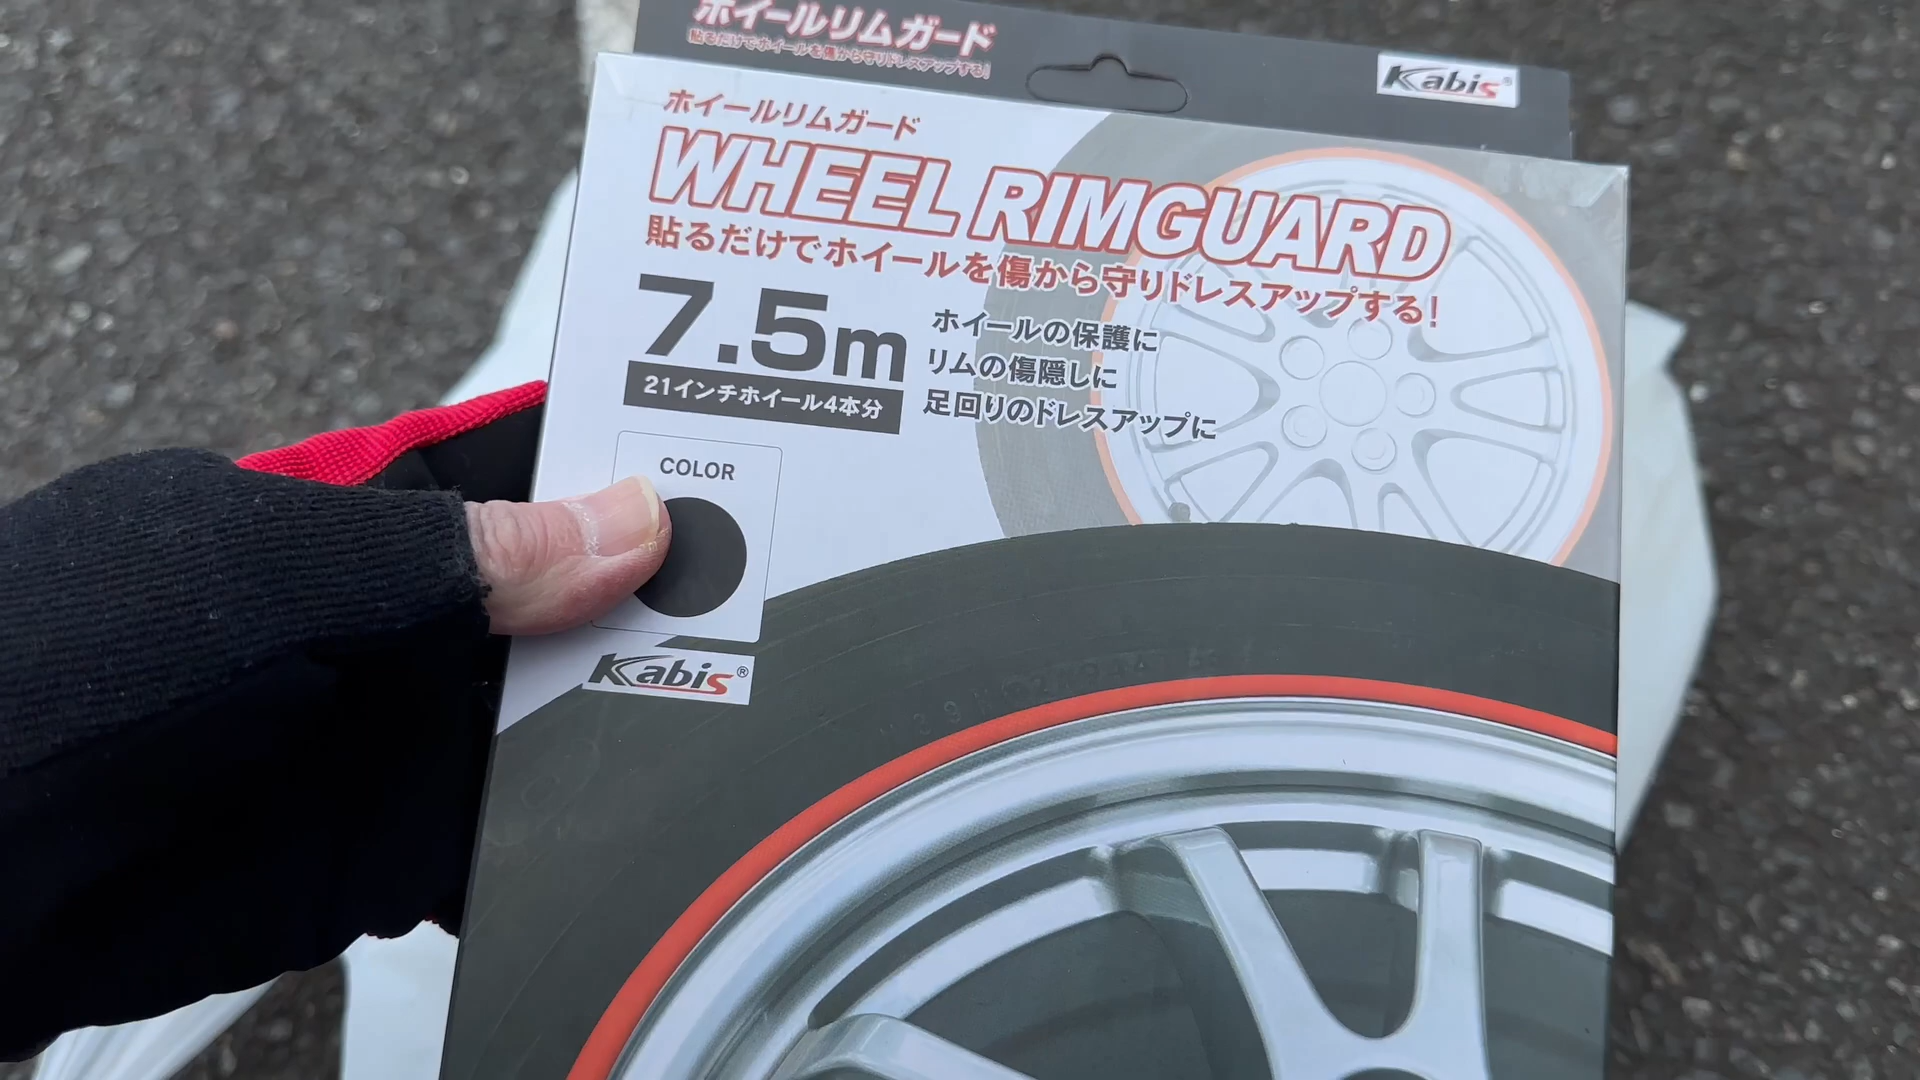 ホイールリムガード
貼るだけでホイールを傷から守りドレスアップする!
Kabis®
ホイールリムガード
WHEEL RIMGUARD
貼るだけでホイールを傷から守りドレスアップする!
7.5m
21インチホイール4本分
ホイールの保護に
リムの傷隠しに
足回りのドレスアップに
COLOR
Kabis®